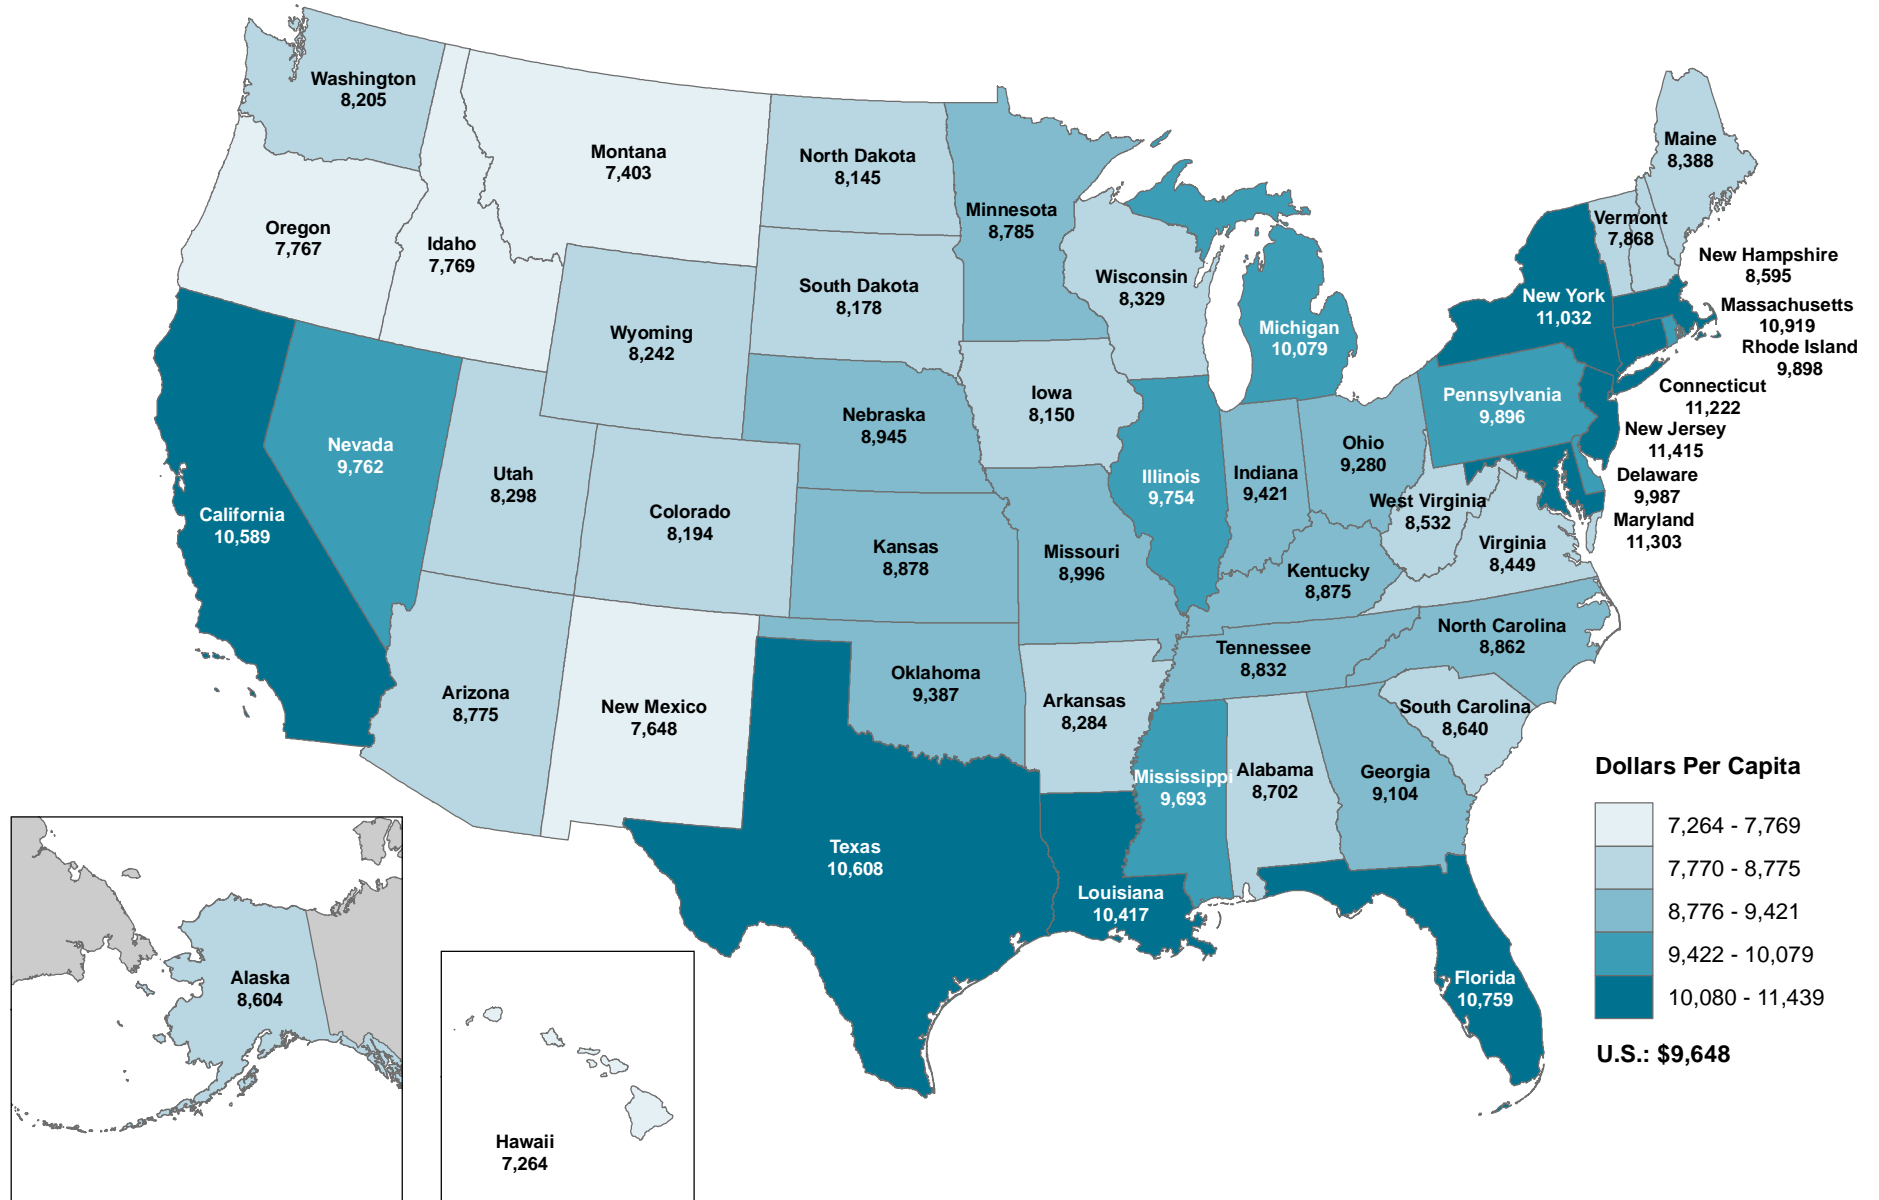 Washington
8,205
Montana
7,403
North Dakota
8,145
Minnesota
8,785
Maine
8,388
Oregon
7,767
Idaho
7,769
Vermont
7,868
New Hampshire
8,595
South Dakota
8,178
Wisconsin
8,329
New York
11,032
Massachusetts
10,919
Wyoming
8,242
Michigan
10,079
Rhode Island
9,898
Iowa
8,150
Pennsylvania
9,896
Connecticut
11,222
Nebraska
8,945
New Jersey
11,415
Nevada
9,762
Utah
8,298
Illinois
9,754
Indiana
9,421
Ohio
9,280
Delaware
9,987
California
10,589
Colorado
8,194
West Virginia
8,532
Maryland
11,303
Kansas
8,878
Missouri
8,996
Virginia
8,449
Kentucky
8,875
North Carolina
8,862
Tennessee
8,832
Arizona
8,775
New Mexico
7,648
Oklahoma
9,387
Arkansas
8,284
South Carolina
8,640
Mississippi
9,693
Alabama
8,702
Georgia
9,104
Texas
10,608
Louisiana
10,417
Florida
10,759
Alaska
8,604
Hawaii
7,264
Dollars Per Capita
7,264 - 7,769
7,770 - 8,775
8,776 - 9,421
9,422 - 10,079
10,080 - 11,439
U.S.: $9,648